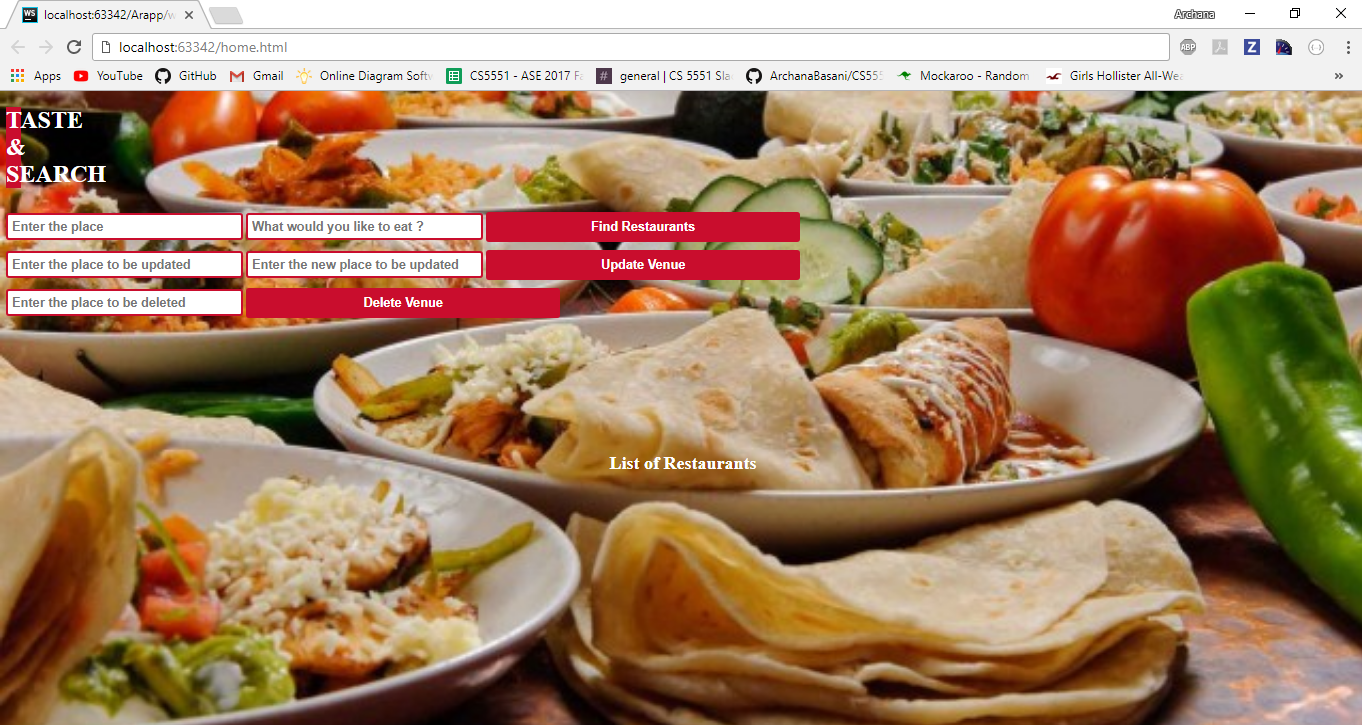 localhost:63342/Arapp/w
Archana
localhost:63342/home.html
ABP
Apps YouTube GitHub Gmail Online Diagram Softw CS5551 - ASE 2017 Fa general | CS 5551 Sla ArchanaBasani/CS555 Mockaroo - Random Girls Hollister All-Wea »
TASTE
&
SEARCH
Enter the place What would you like to eat ? Find Restaurants
Enter the place to be updated Enter the new place to be updated Update Venue
Enter the place to be deleted Delete Venue
List of Restaurants